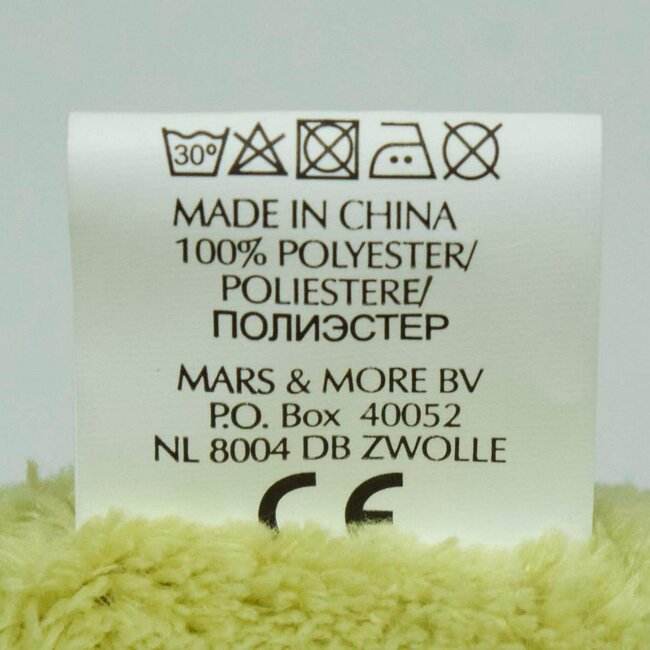 30°
MADE IN CHINA
100% POLYESTER/
POLIESTERE/
ПОЛИЭСТЕР
MARS & MORE BV
P.O. Box 40052
NL 8004 DB ZWOLLE
CE